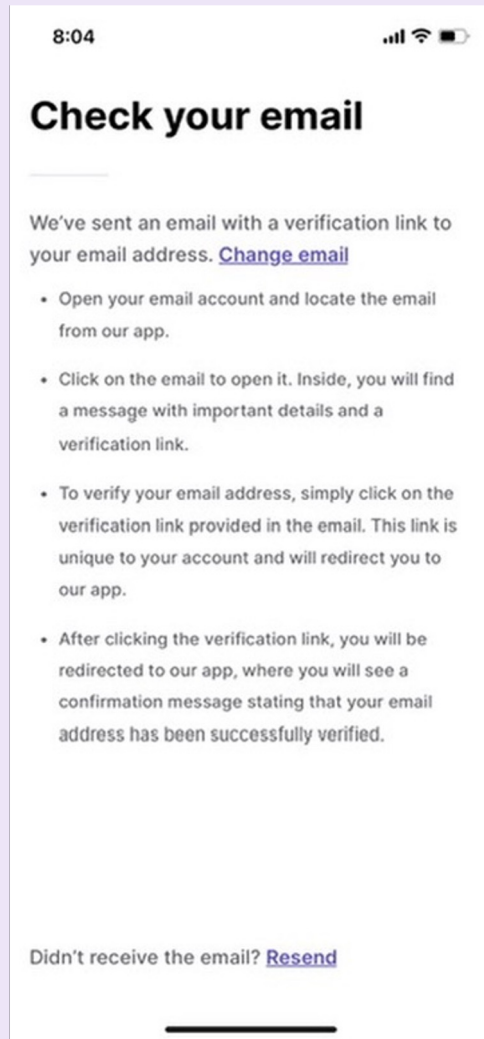 8:04
Check your email
We've sent an email with a verification link to
your email address. Change email
• Open your email account and locate the email
from our app.
• Click on the email to open it. Inside, you will find
a message with important details and a
verification link.
• To verify your email address, simply click on the
verification link provided in the email. This link is
unique to your account and will redirect you to
our app.
• After clicking the verification link, you will be
redirected to our app, where you will see a
confirmation message stating that your email
address has been successfully verified.
Didn't receive the email? Resend